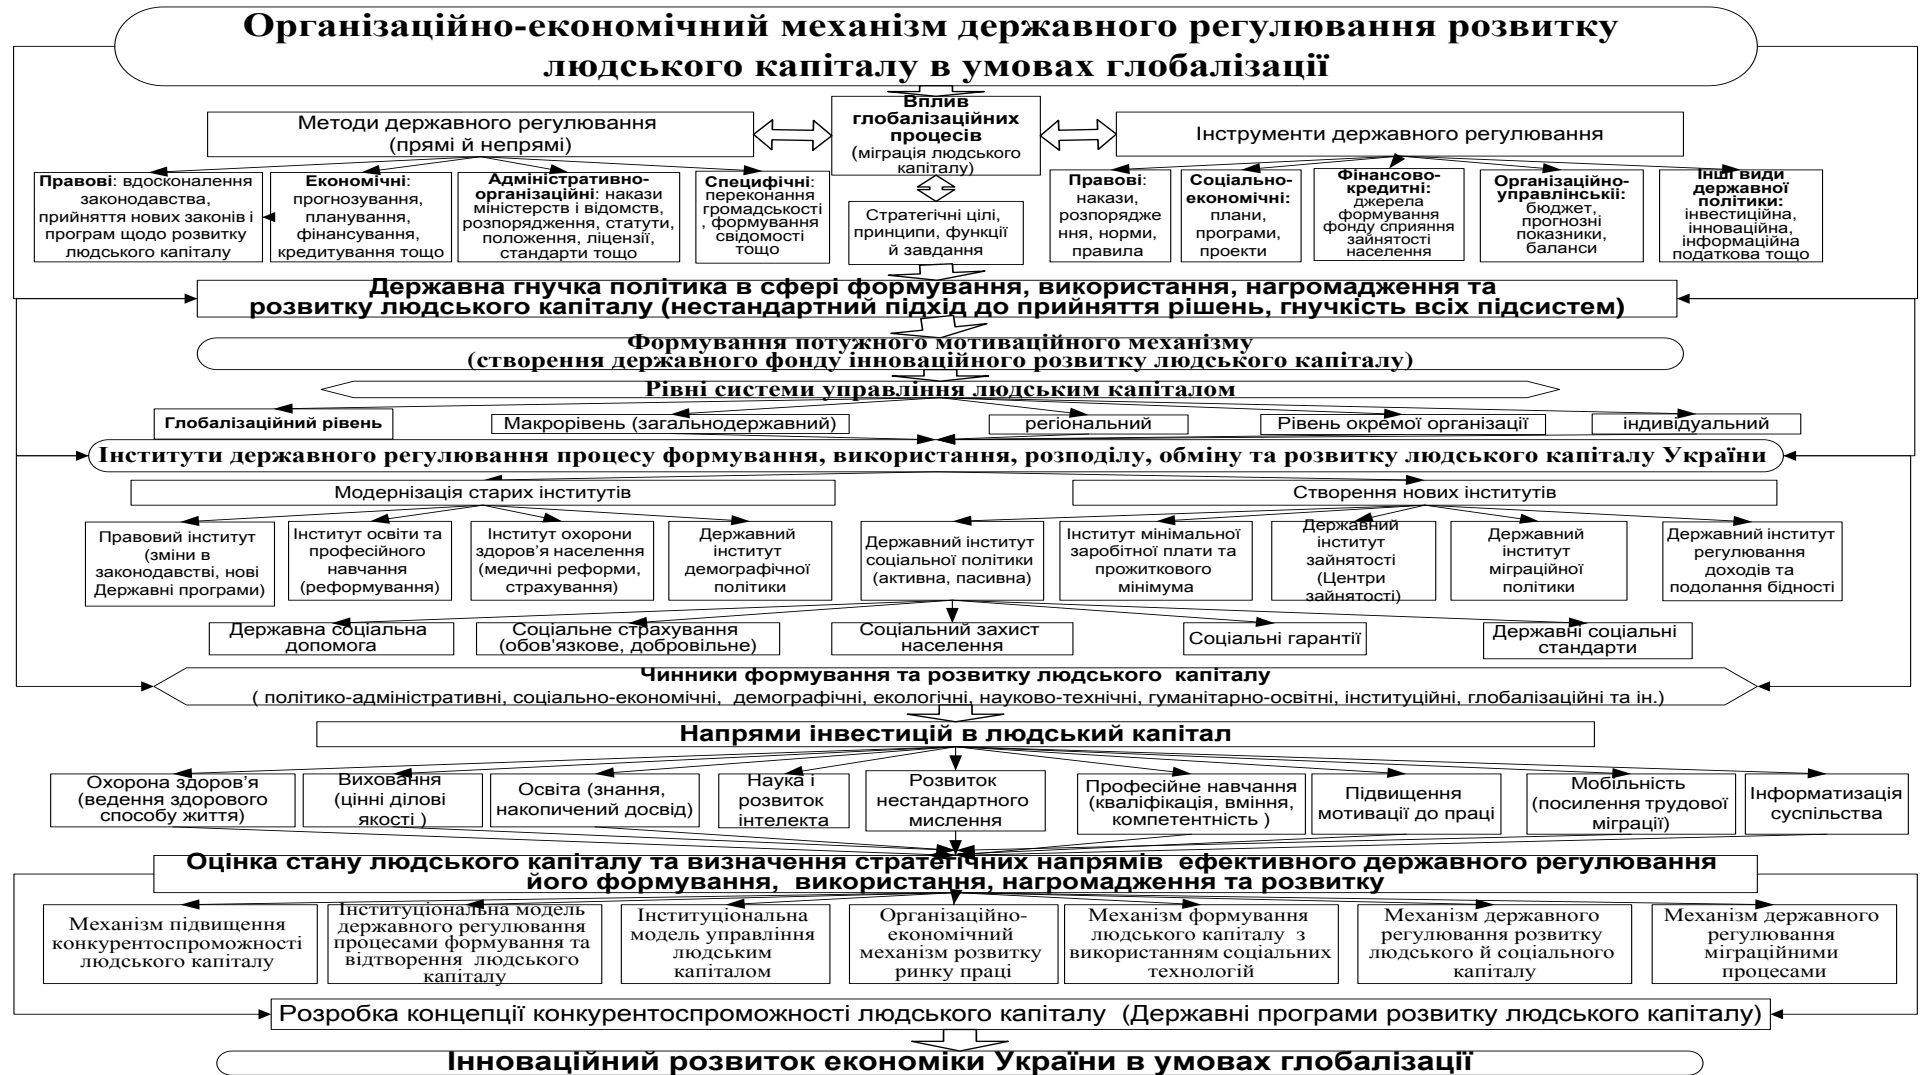 Організаційно-економічний механізм державного регулювання розвитку
людського капіталу в умовах глобалізації
Методи державного регулювання
(прямі й непрямі)
Вплив
глобалізаційних
процесів
(міграція людського
капіталу)
Інструменти державного регулювання
Правові: вдосконалення
законодавства,
прийняття нових законів і
програм щодо розвитку
людського капіталу
Економічні:
прогнозування,
планування,
фінансування,
кредитування тощо
Адміністративно-
організаційні: накази
міністерств і відомств,
розпорядження, статути,
положення, ліцензії,
стандарти тощо
Специфічні:
переконання
громадськості
, формування
свідомості
тощо
Стратегічні цілі,
принципи, функції
й завдання
Правові:
накази,
розпорядже
ння, норми,
правила
Соціально-
економічні:
плани,
програми,
проекти
Фінансово-
кредитні:
джерела
формування
фонду сприяння
зайнятості
населення
Організаційно-
управлінські:
бюджет,
прогнозні
показники,
баланси
Інші види
державної
політики:
інвестиційна,
інноваційна,
інформаційна
податкова тощо
Державна гнучка політика в сфері формування, використання, нагромадження та
розвитку людського капіталу (нестандартний підхід до прийняття рішень, гнучкість всіх підсистем)
Формування потужного мотиваційного механізму
(створення державного фонду інноваційного розвитку людського капіталу)
Рівні системи управління людським капіталом
Глобалізаційний рівень
Макрорівень (загальнодержавний)
регіональний
Рівень окремої організації
індивідуальний
Інститути державного регулювання процесу формування, використання, розподілу, обміну та розвитку людського капіталу України
Модернізація старих інститутів
Створення нових інститутів
Правовий інститут
(зміни в
законодавстві, нові
Державні програми)
Інститут освіти та
професійного
навчання
(реформування)
Інститут охорони
здоров’я населення
(медичні реформи,
страхування)
Державний
інститут
демографічної
політики
Державний інститут
соціальної політики
(активна, пасивна)
Інститут мінімальної
заробітної плати та
прожиткового
мінімума
Державний
інститут
зайнятості
(Центри
зайнятості)
Державний
інститут
міграційної
політики
Державний інститут
регулювання
доходів та
подолання бідності
Державна соціальна
допомога
Соціальне страхування
(обов’язкове, добровільне)
Соціальний захист
населення
Соціальні гарантії
Державні соціальні
стандарти
Чинники формування та розвитку людського капіталу
( політико-адміністративні, соціально-економічні, демографічні, екологічні, науково-технічні, гуманітарно-освітні, інституційні, глобалізаційні та ін.)
Напрями інвестицій в людський капітал
Охорона здоров’я
(ведення здорового
способу життя)
Виховання
(цінні ділові
якості )
Освіта (знання,
накопичений досвід)
Наука і
розвиток
інтелекта
Розвиток
нестандартного
мислення
Професійне навчання
(кваліфікація, вміння,
компетентність )
Підвищення
мотивації до праці
Мобільність
(посилення трудової
міграції)
Інформатизація
суспільства
Оцінка стану людського капіталу та визначення стратегічних напрямів ефективного державного регулювання
його формування, використання, нагромадження та розвитку
Механізм підвищення
конкурентоспроможності
людського капіталу
Інституціональна модель
державного регулювання
процесами формування та
відтворення людського
капіталу
Інституціональна
модель управління
людським
капіталом
Організаційно-
економічний
механізм розвитку
ринку праці
Механізм формування
людського капіталу з
використанням соціальних
технологій
Механізм державного
регулювання розвитку
людського й соціального
капіталу
Механізм державного
регулювання
міграційними
процесами
Розробка концепції конкурентоспроможності людського капіталу (Державні програми розвитку людського капіталу)
Інноваційний розвиток економіки України в умовах глобалізації